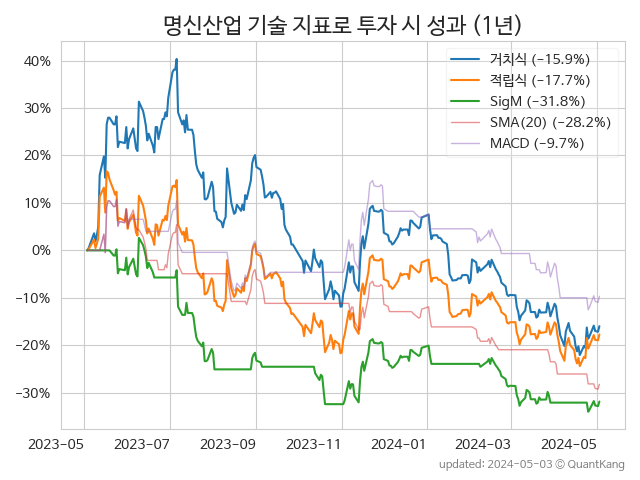 명신산업 기술 지표로 투자 시 성과 (1년)
거치식 (−15.9%)
적립식 (−17.7%)
SigM (−31.8%)
SMA(20) (−28.2%)
MACD (−9.7%)
40%
30%
20%
10%
0%
−10%
−20%
−30%
2023-05 2023-07 2023-09 2023-11 2024-01 2024-03 2024-05
updated: 2024-05-03 © QuantKang